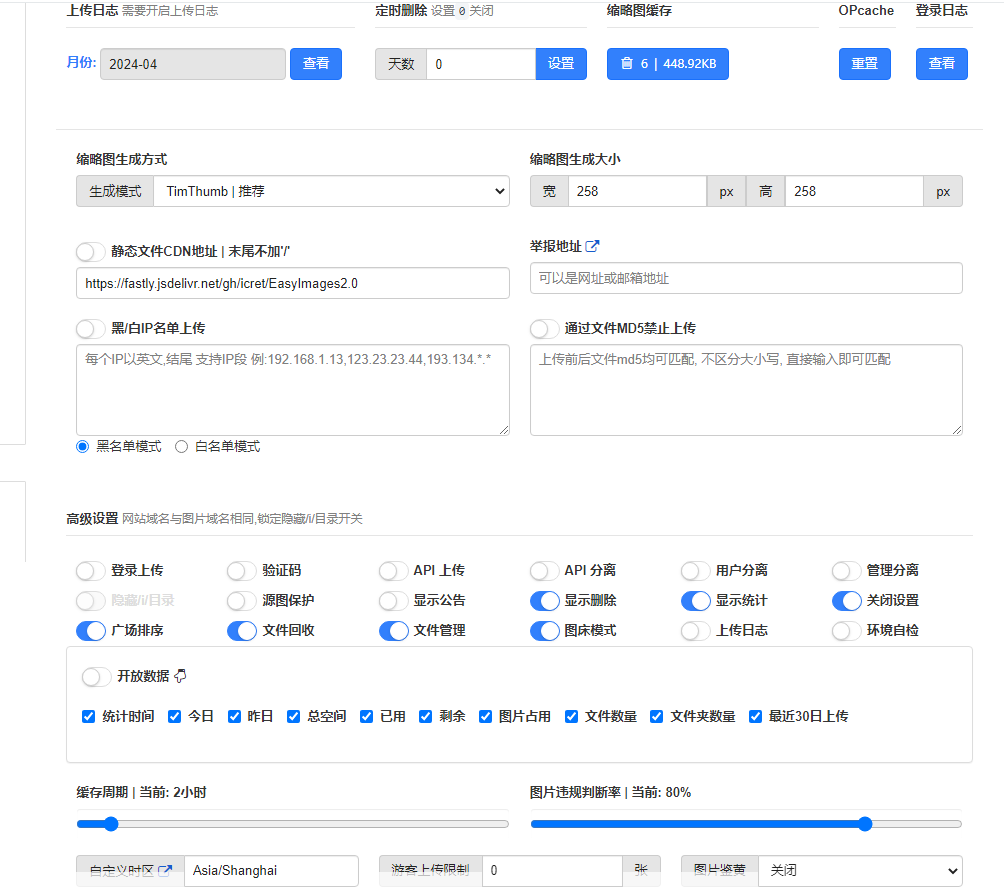 上传日志 需要开启上传日志 定时删除 设置 0 关闭 缩略图缓存 OPcache 登录日志
月份: 2024-04 查看 天数 0 设置 6 | 448.92KB 重置 查看
缩略图生成方式 缩略图生成大小
生成模式 TimThumb | 推荐 宽 258 px 高 258 px
静态文件CDN地址 | 末尾不加'/' 举报地址
https://fastly.jsdelivr.net/gh/icret/EasyImages2.0 可以是网址或邮箱地址
黑/白IP名单上传 通过文件MD5禁止上传
每个IP以英文,结尾 支持IP段 例:192.168.1.13,123.23.23.44,193.134.*.* 上传前后文件md5均可匹配, 不区分大小写, 直接输入即可匹配
黑名单模式 白名单模式
高级设置 网站域名与图片域名相同,锁定隐藏/i/目录开关
登录上传 验证码 API 上传 API 分离 用户分离 管理分离
隐藏/i/目录 源图保护 显示公告 显示删除 显示统计 关闭设置
广场排序 文件回收 文件管理 图床模式 上传日志 环境自检
开放数据
统计时间 今日 昨日 总空间 已用 剩余 图片占用 文件数量 文件夹数量 最近30日上传
缓存周期 | 当前: 2小时 图片违规判断率 | 当前: 80%
自定义时区 Asia/Shanghai 游客上传限制 0 张 图片鉴黄 关闭